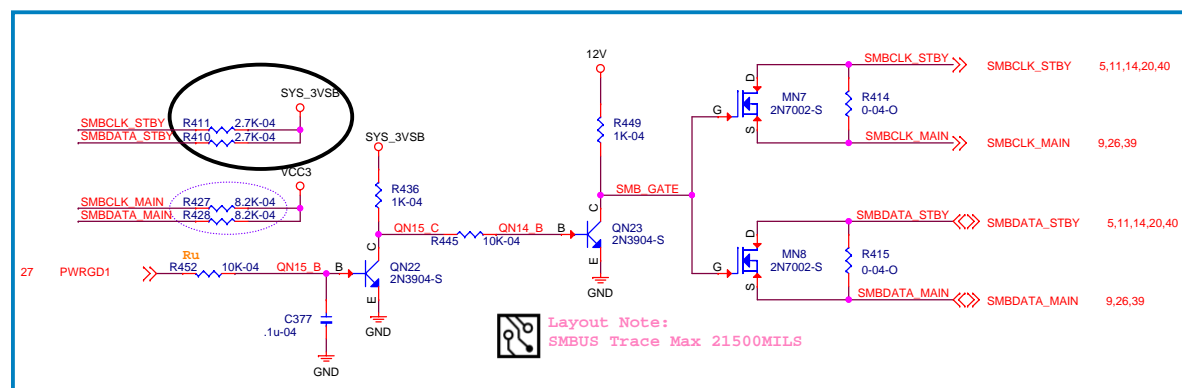 12V
SMBCLK_STBY
SMBCLK_STBY 5,11,14,20,40
D
MN7
2N7002-S
G
S
R414
0-04-O
SMBCLK_MAIN
SMBCLK_MAIN 9,26,39
SYS_3VSB
SMBCLK_STBY R411 2.7K-04
SMBDATA_STBY R410 2.7K-04
SYS_3VSB
R449
1K-04
R436
1K-04
VCC3
SMBCLK_MAIN R427 8.2K-04
SMBDATA_MAIN R428 8.2K-04
SMB_GATE
QN15_C
R445 10K-04
QN14_B
B
C
E
QN23
2N3904-S
GND
SMBDATA_STBY
SMBDATA_STBY 5,11,14,20,40
D
MN8
2N7002-S
G
S
R415
0-04-O
SMBDATA_MAIN
SMBDATA_MAIN 9,26,39
Ru
27 PWRGD1
R452 10K-04
QN15_B
B
C
E
QN22
2N3904-S
GND
C377
.1u-04
GND
Layout Note:
SMBUS Trace Max 21500MILS